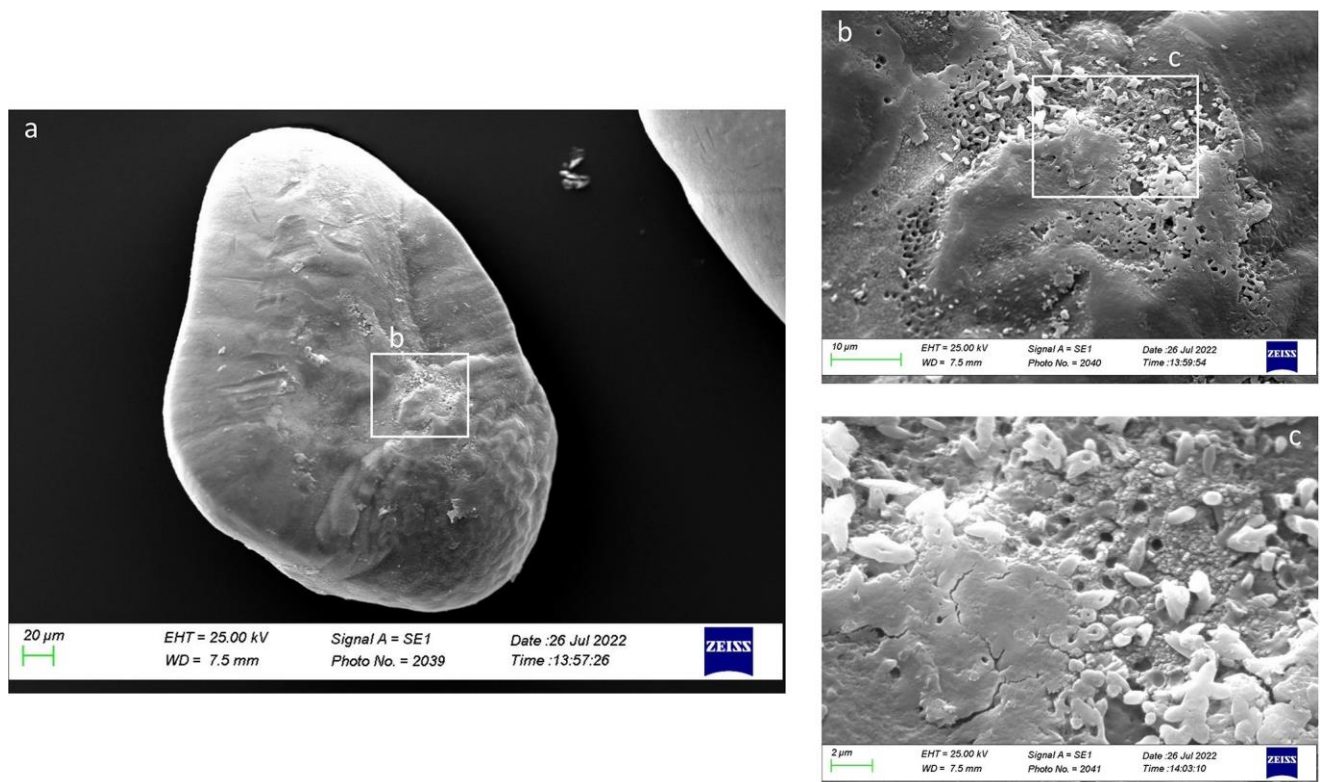 a
b
20 µm
EHT = 25.00 kV
Signal A = SE1
Date :26 Jul 2022
WD = 7.5 mm
Photo No. = 2039
Time :13:57:26
ZEISS
b
c
10 µm
EHT = 25.00 kV
Signal A = SE1
Date :26 Jul 2022
WD = 7.5 mm
Photo No. = 2040
Time :13:59:54
ZEISS
c
2 µm
EHT = 25.00 kV
Signal A = SE1
Date :26 Jul 2022
WD = 7.5 mm
Photo No. = 2041
Time :14:03:10
ZEISS